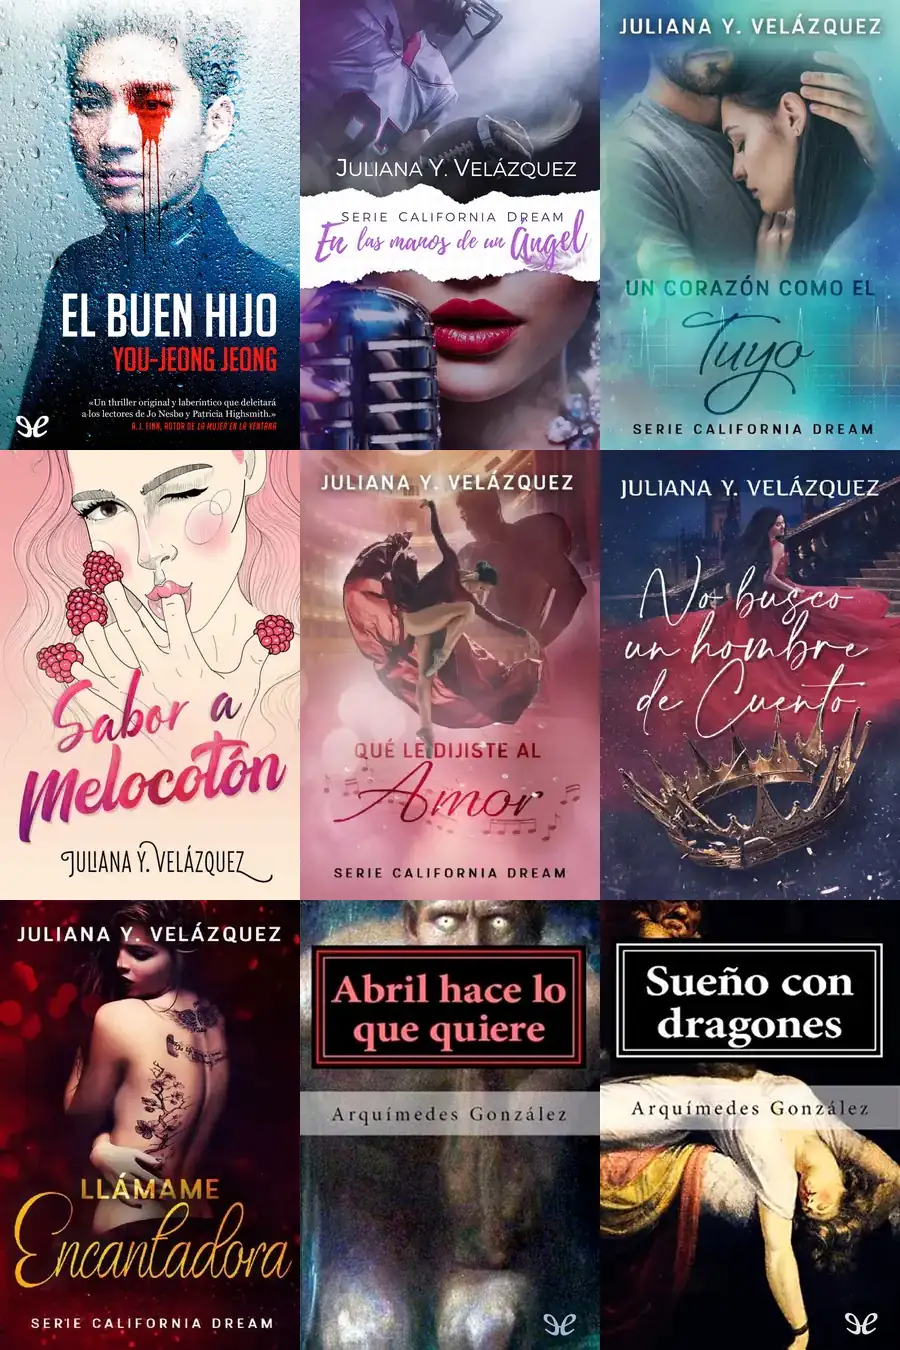 EL BUEN HIJO
YOU-JEONG JEONG
«Un thriller original y laberíntico que deleitará
a los lectores de Jo Nesbø y Patricia Highsmith.»
A. J. FINN, AUTOR DE LA MUJER EN LA VENTANA
JULIANA Y. VELÁZQUEZ
SERIE CALIFORNIA DREAM
En las manos de un Ángel
JULIANA Y. VELÁZQUEZ
UN CORAZÓN COMO EL
Tuyo
SERIE CALIFORNIA DREAM
Sabor a
Melocotón
JULIANA Y. VELÁZQUEZ
JULIANA Y. VELÁZQUEZ
QUÉ LE DIJISTE AL
Amor
SERIE CALIFORNIA DREAM
JULIANA Y. VELÁZQUEZ
No busco
un hombre
de Cuento
JULIANA Y. VELÁZQUEZ
LLÁMAME
Encantadora
SERIE CALIFORNIA DREAM
Abril hace lo
que quiere
Arquímedes González
Sueño con
dragones
Arquímedes González